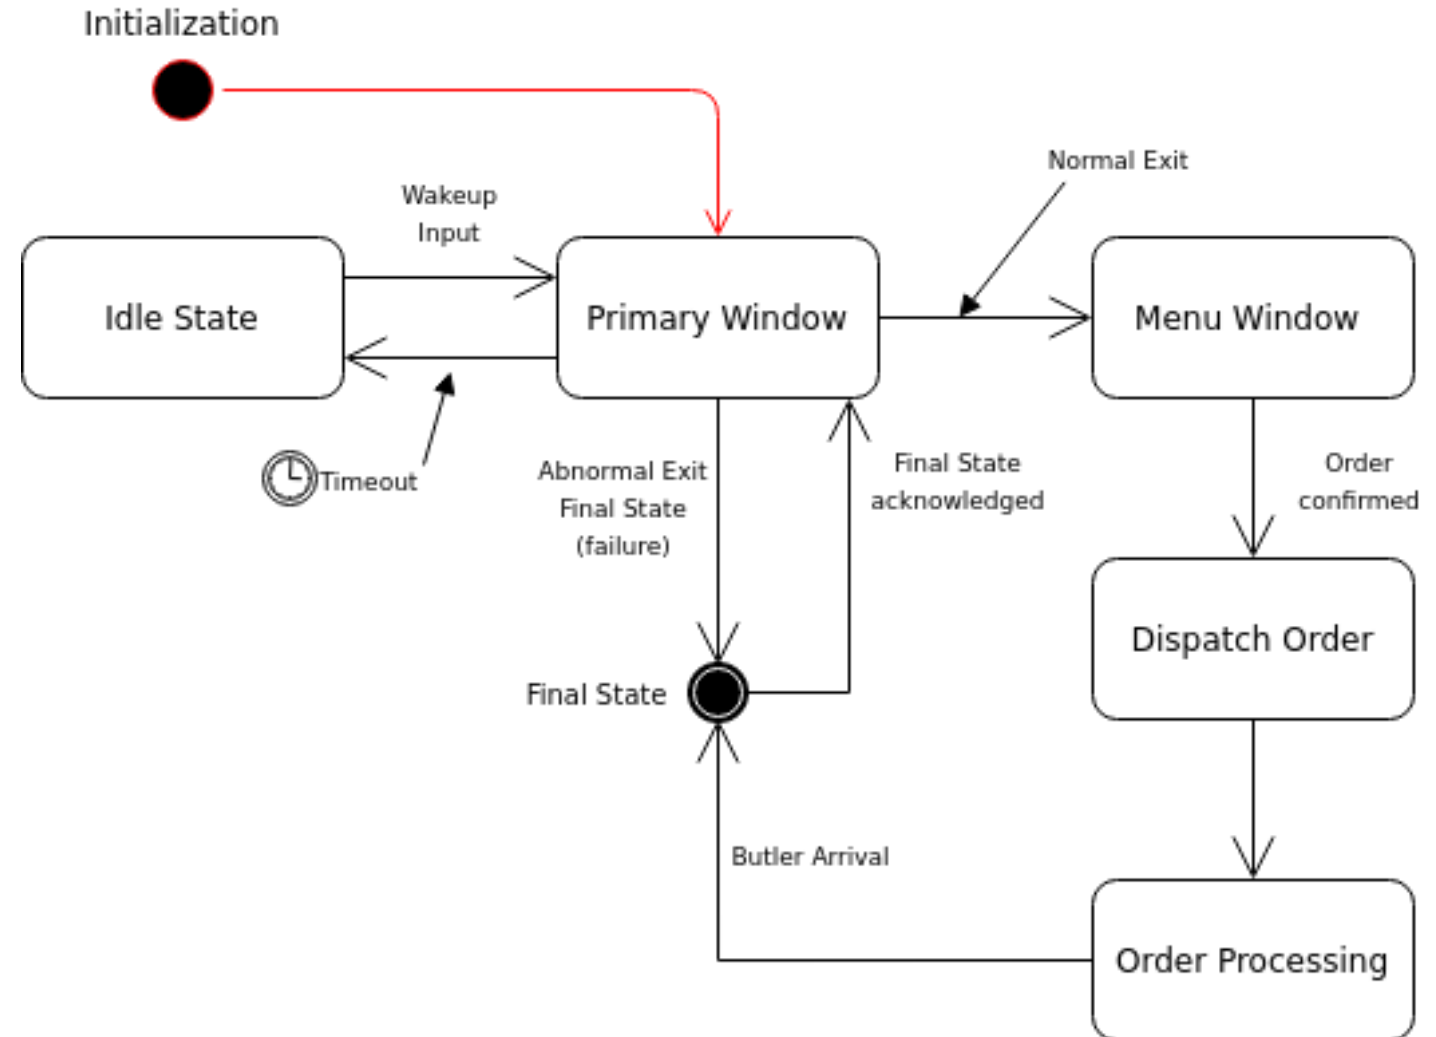 Initialization
Wakeup
Input
Normal Exit
Idle State
Primary Window
Menu Window
Timeout
Abnormal Exit
Final State
(failure)
Final State
acknowledged
Order
confirmed
Dispatch Order
Final State
Butler Arrival
Order Processing